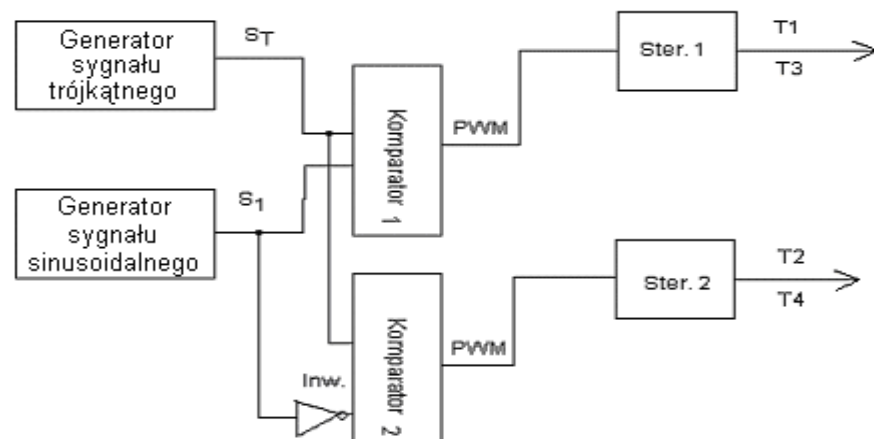 Generator
sygnału
trójkątnego
S_T
Komparator 1
PWM
Ster. 1
T1
T3
Generator
sygnału
sinusoidalnego
S_1
Inw.
Komparator 2
PWM
Ster. 2
T2
T4